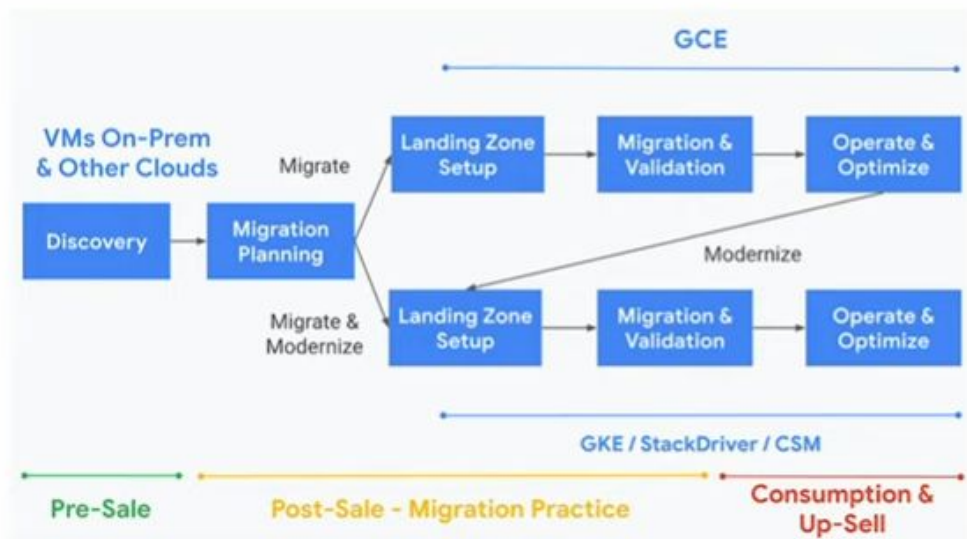 GCE
VMs On-Prem
& Other Clouds
Migrate
Landing Zone
Setup
Migration &
Validation
Operate &
Optimize
Discovery
Migration
Planning
Modernize
Migrate &
Modernize
Landing Zone
Setup
Migration &
Validation
Operate &
Optimize
GKE / StackDriver / CSM
Pre-Sale
Post-Sale - Migration Practice
Consumption &
Up-Sell